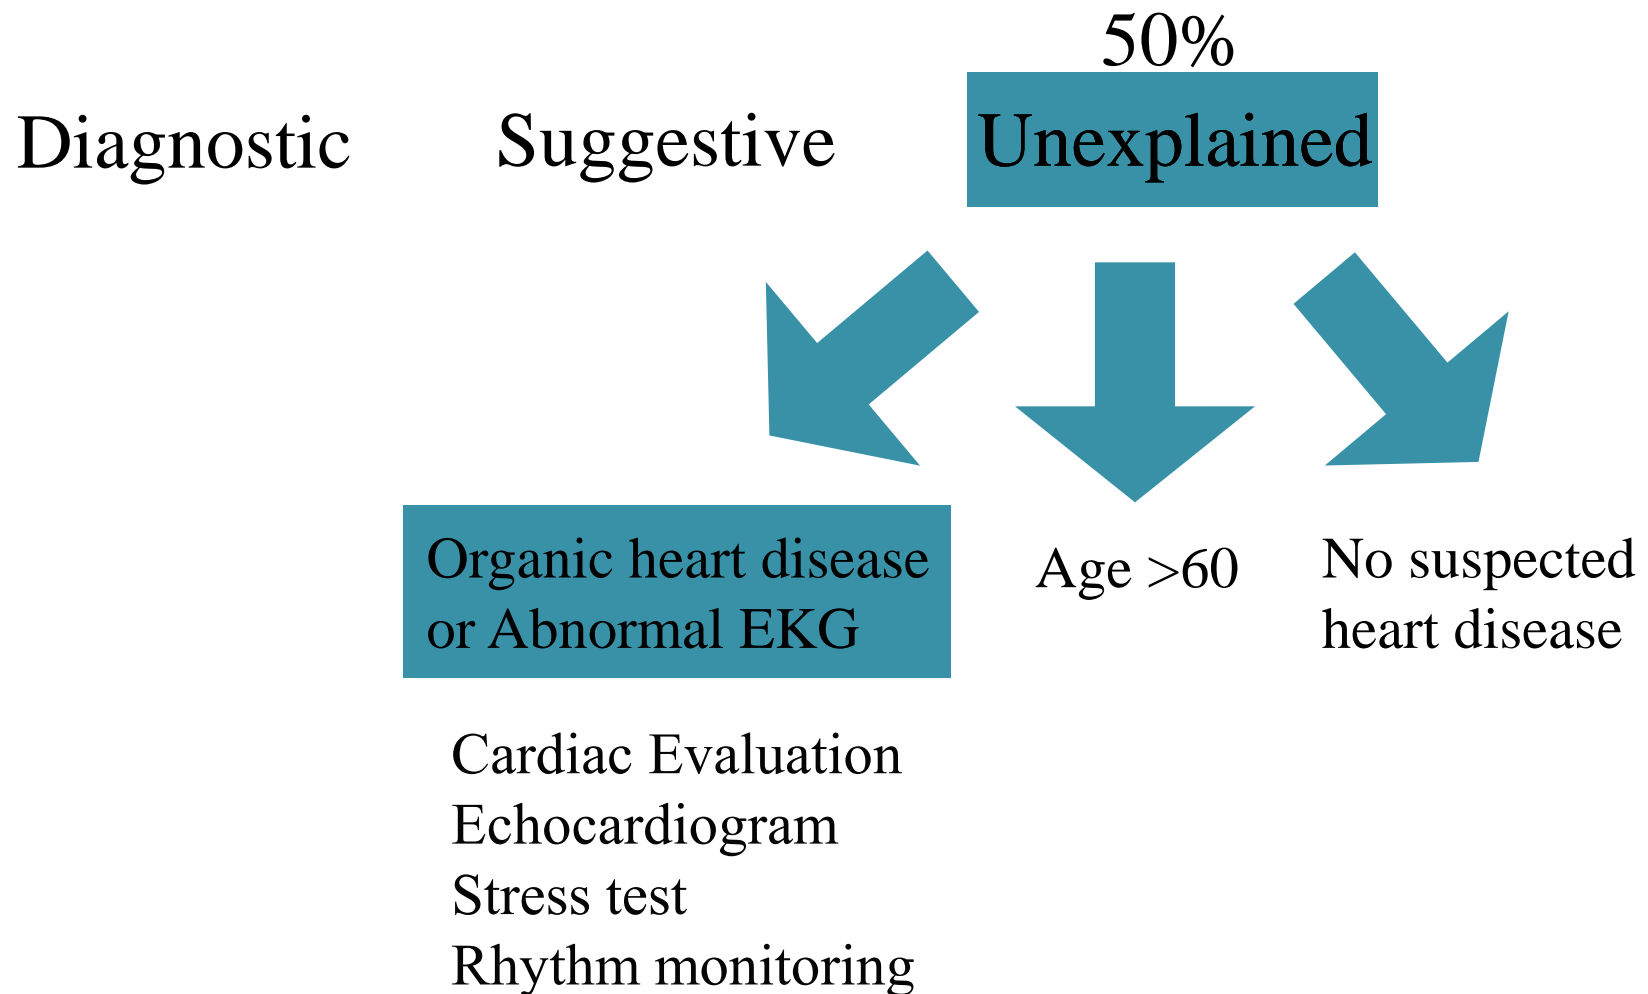 50%
Diagnostic
Suggestive
Unexplained
Organic heart disease
or Abnormal EKG
Age >60
No suspected
heart disease
Cardiac Evaluation
Echocardiogram
Stress test
Rhythm monitoring